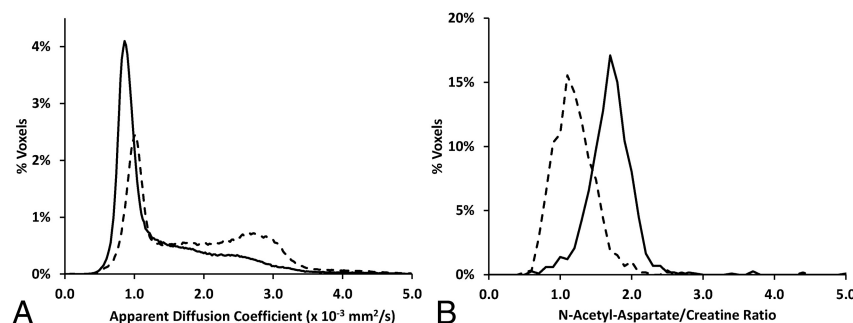 4%
3%
2%
1%
0%
% Voxels
0.0 1.0 2.0 3.0 4.0 5.0
A Apparent Diffusion Coefficient (x 10⁻³ mm²/s)
20%
15%
10%
5%
0%
% Voxels
0.0 1.0 2.0 3.0 4.0 5.0
B N-Acetyl-Aspartate/Creatine Ratio